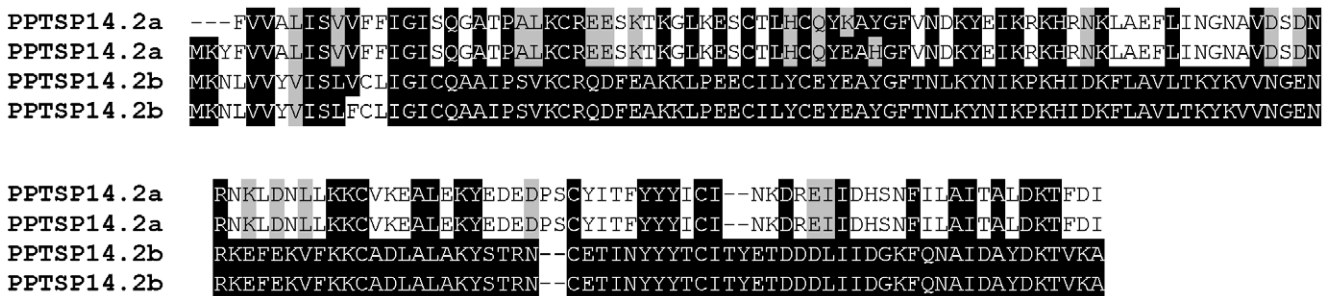 PPTSP14.2a ---FVVALISVVFFIGISQGATPALKCREESKTKGLKESCTLHCQYKAYGFVNDKYEIKRKHRNKLAEFLINGNAVDSDN
PPTSP14.2a MKYFVVALISVVFFIGISQGATPALKCREESKTKGLKESCTLHCQYEAHGFVNDKYEIKRKHRNKLAEFLINGNAVDSDN
PPTSP14.2b MKNLVVYVISLVCLIGICQAAIPSVKCRQDFEAKKLPEECILYCEYEAYGFTNLKYNIKPKHIDKFLAVLTKYKVVNGEN
PPTSP14.2b MKNLVVYVISLFCLIGICQAAIPSVKCRQDFEAKKLPEECILYCEYEAYGFTNLKYNIKPKHIDKFLAVLTKYKVVNGEN
PPTSP14.2a RNKLDNLLKKCVKEALEKYEDEDPSCYITFYYYICI--NKDREIIDHSNFILAITALDKTFDI
PPTSP14.2a RNKLDNLLKKCVKEALEKYEDEDPSCYITFYYYICI--NKDREIIDHSNFILAITALDKTFDI
PPTSP14.2b RKEFEKVFKKCADLALAKYSTRN--CETINYYYTCITYETDDDLIIDGKFQNAIDAYDKTVKA
PPTSP14.2b RKEFEKVFKKCADLALAKYSTRN--CETINYYYTCITYETDDDLIIDGKFQNAIDAYDKTVKA